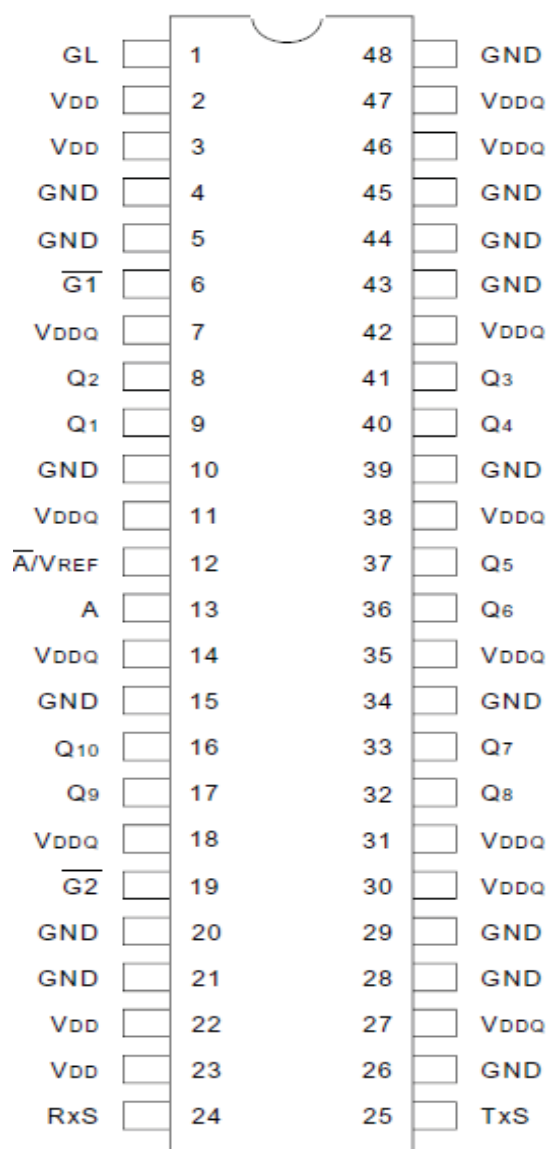 GL 1 48 GND
VDD 2 47 VDDQ
VDD 3 46 VDDQ
GND 4 45 GND
GND 5 44 GND
G̅1̅ 6 43 GND
VDDQ 7 42 VDDQ
Q2 8 41 Q3
Q1 9 40 Q4
GND 10 39 GND
VDDQ 11 38 VDDQ
A̅/VREF 12 37 Q5
A 13 36 Q6
VDDQ 14 35 VDDQ
GND 15 34 GND
Q10 16 33 Q7
Q9 17 32 Q8
VDDQ 18 31 VDDQ
G̅2̅ 19 30 VDDQ
GND 20 29 GND
GND 21 28 GND
VDD 22 27 VDDQ
VDD 23 26 GND
RxS 24 25 TxS